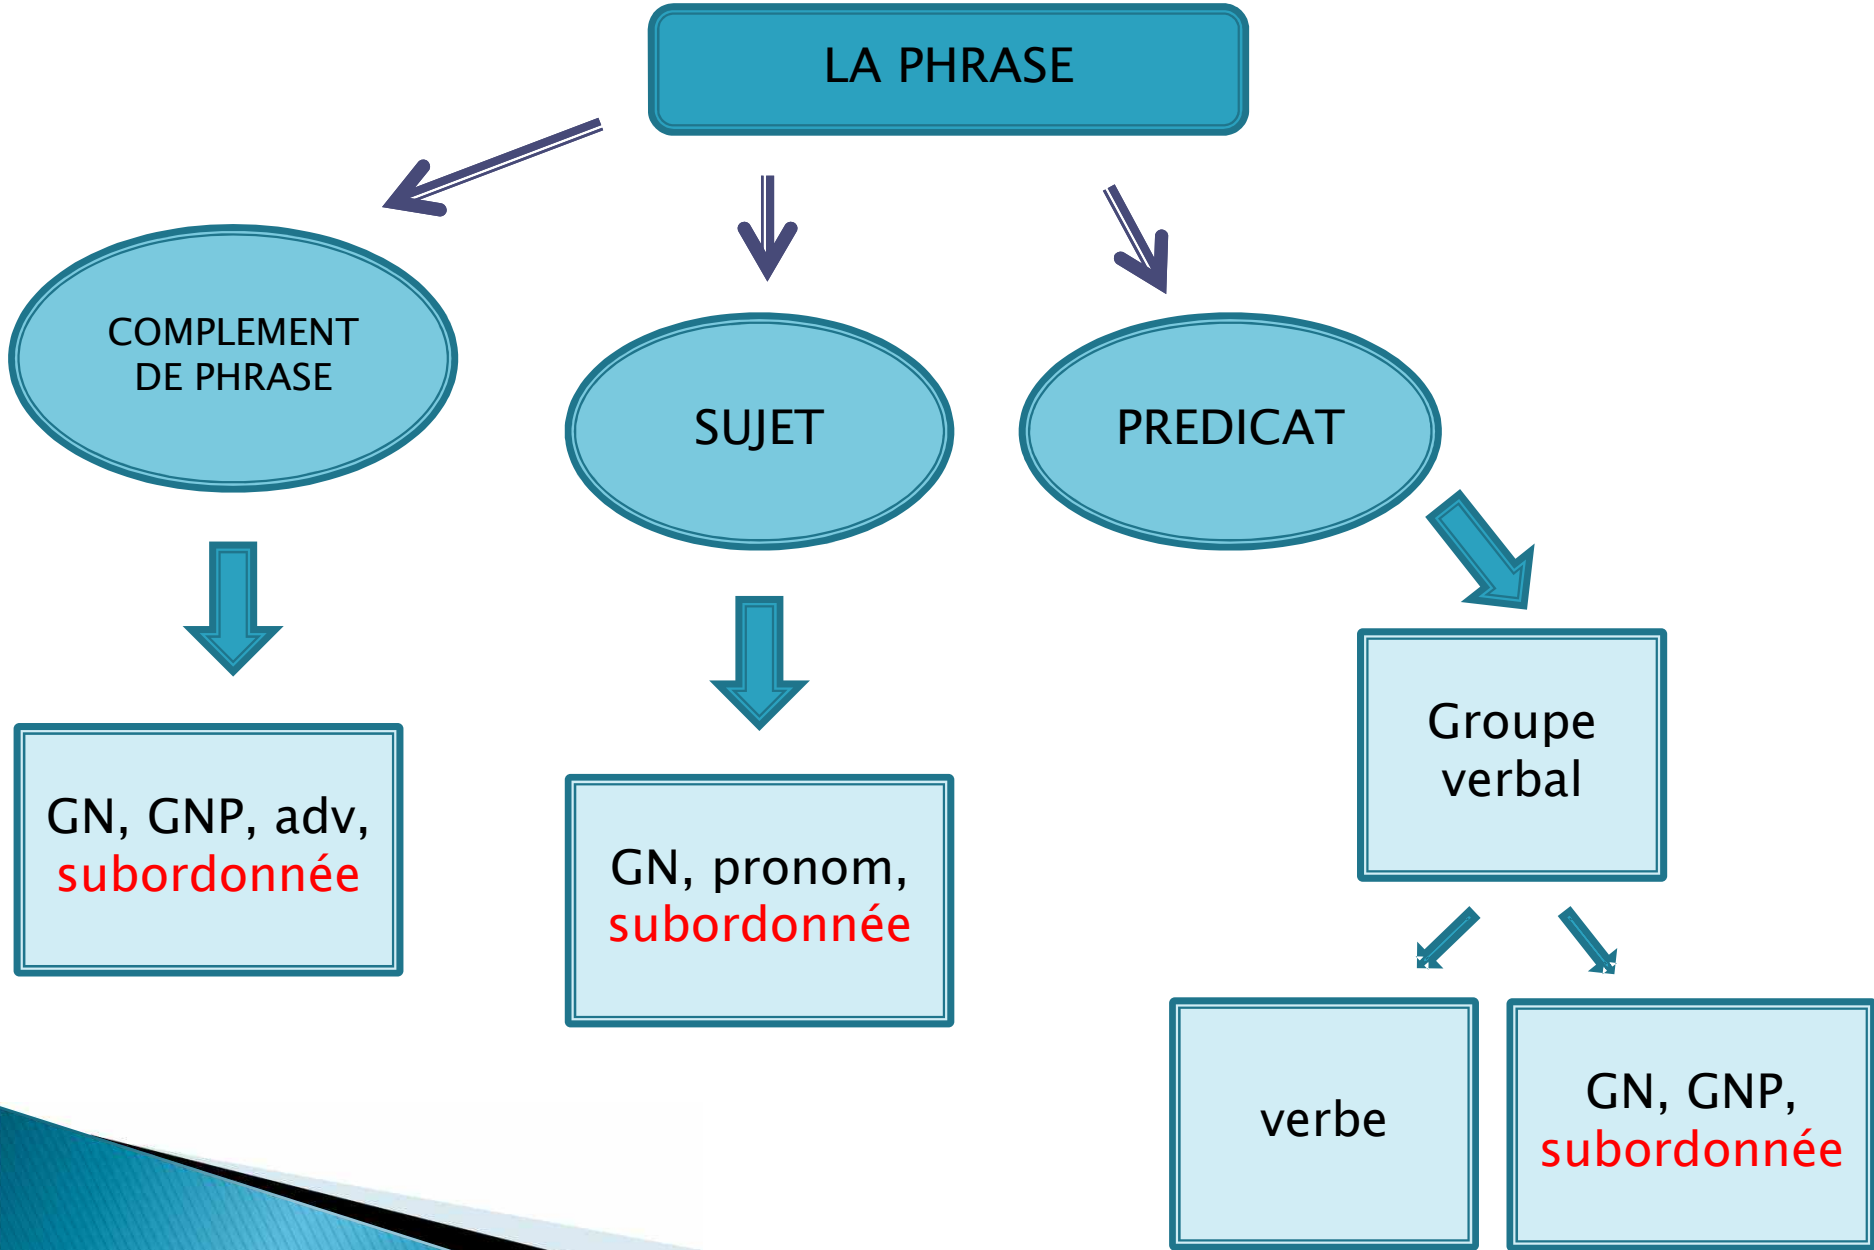 LA PHRASE
COMPLEMENT
DE PHRASE
SUJET
PREDICAT
GN, GNP, adv,
subordonnée
GN, pronom,
subordonnée
Groupe
verbal
verbe
GN, GNP,
subordonnée